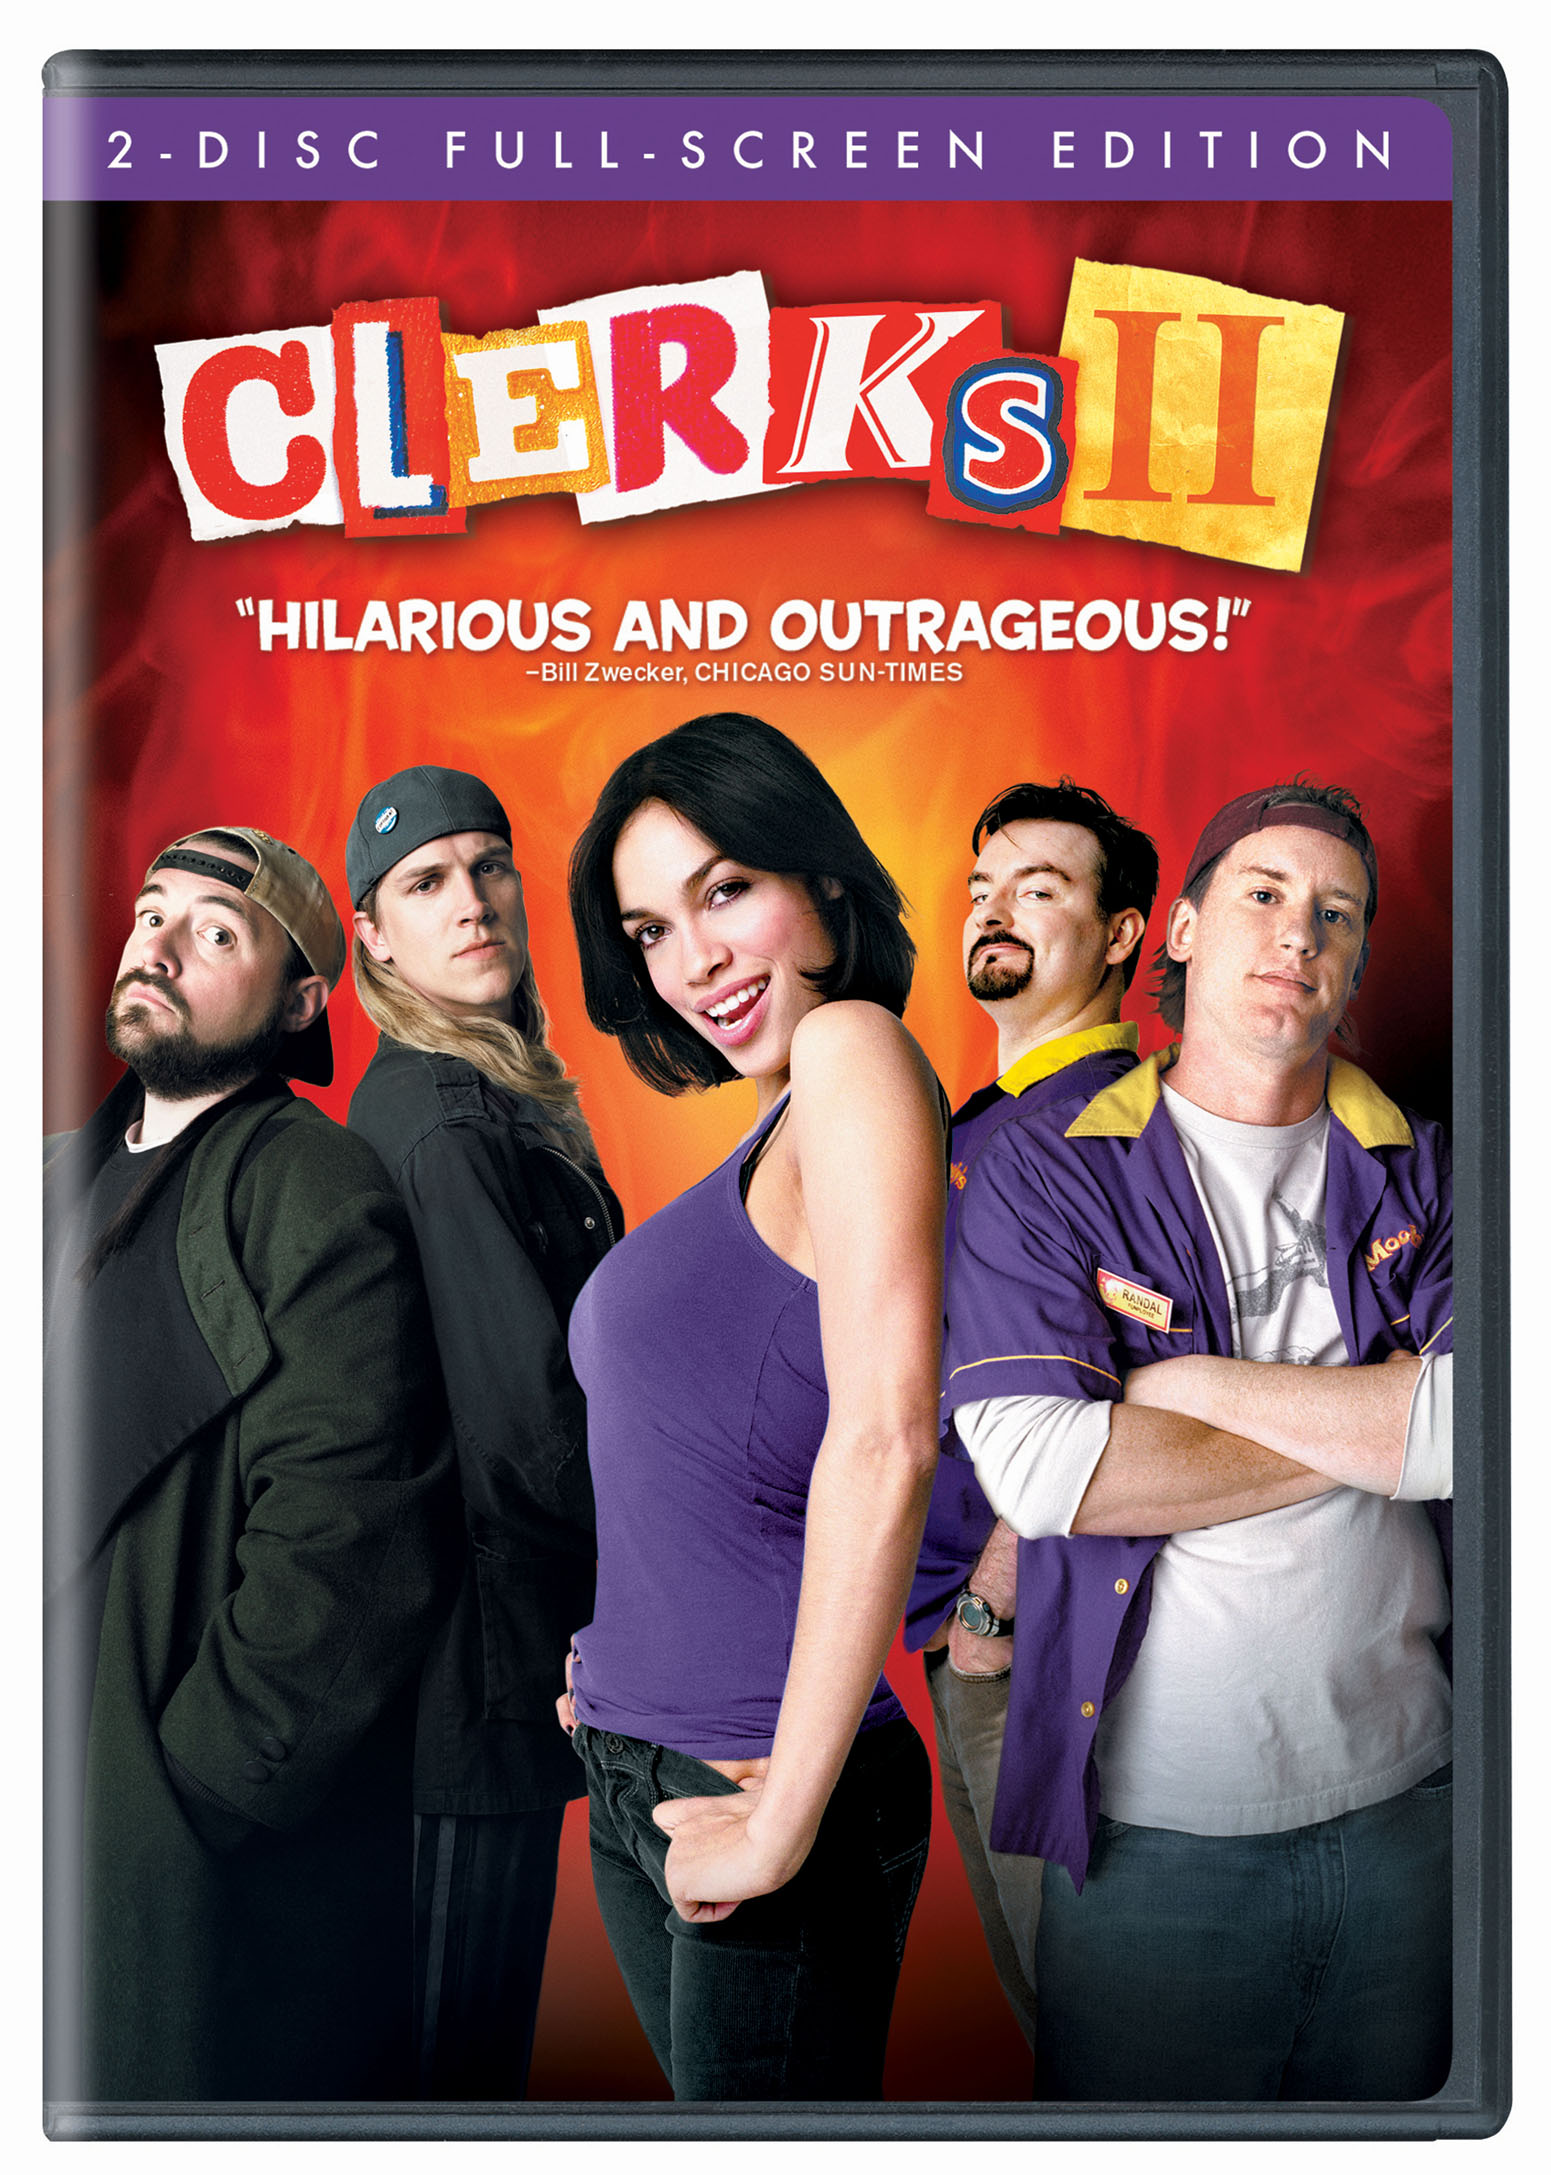 2-DISC FULL-SCREEN EDITION
CLERKS II
"HILARIOUS AND OUTRAGEOUS!"
–Bill Zwecker, CHICAGO SUN-TIMES
RANDAL